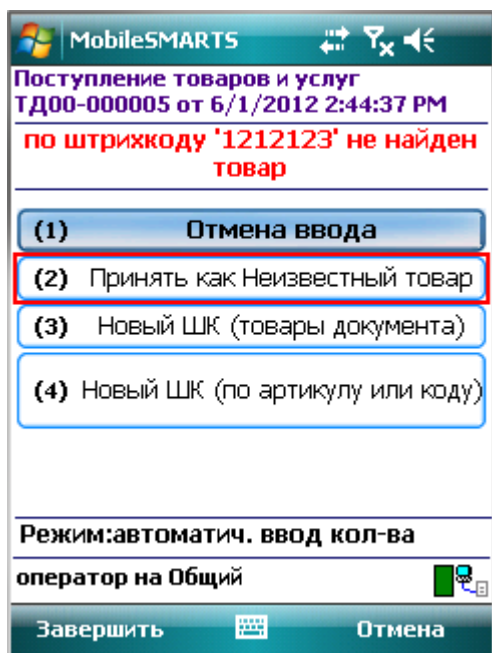 MobileSMARTS
Поступление товаров и услуг
ТД00-000005 от 6/1/2012 2:44:37 PM
по штрихкоду '1212123' не найден
товар
(1) Отмена ввода
(2) Принять как Неизвестный товар
(3) Новый ШК (товары документа)
(4) Новый ШК (по артикулу или коду)
Режим:автоматич. ввод кол-ва
оператор на Общий
Завершить Отмена